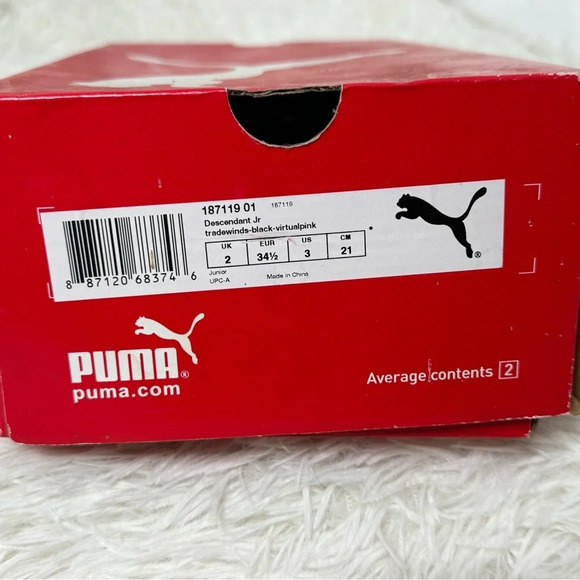 187119 01 187119
Descendant Jr
tradewinds-black-virtualpink
UK EUR US CM
2 34½ 3 21
Junior
UPC-A Made in China
8 87120 68374 6
®
PUMA®
puma.com
Average contents 2